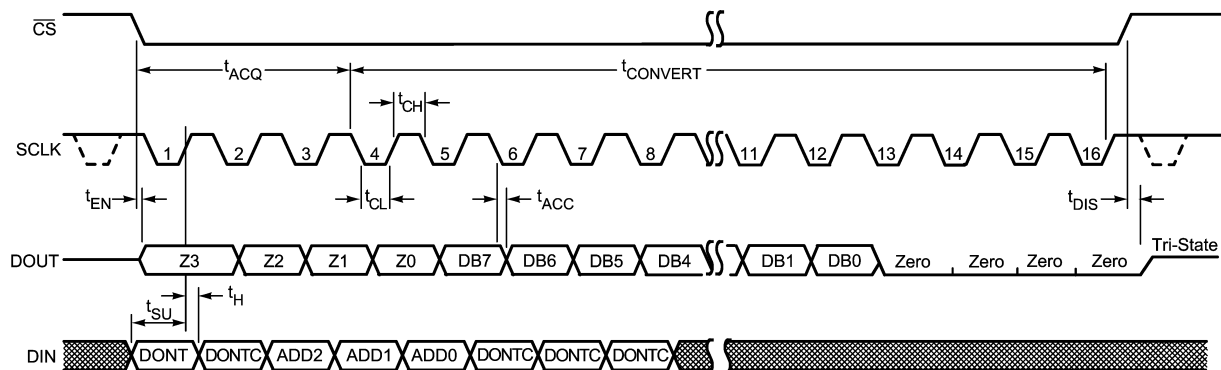 CS
tACQ
tCONVERT
tCH
SCLK
1 2 3 4 5 6 7 8 11 12 13 14 15 16
tEN
tCL
tACC
tDIS
Tri-State
DOUT
Z3 Z2 Z1 Z0 DB7 DB6 DB5 DB4 DB1 DB0 Zero Zero Zero Zero
tSU
tH
DIN
DONT DONTC ADD2 ADD1 ADD0 DONTC DONTC DONTC